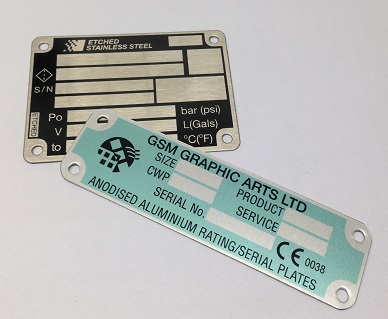 ETCHED
STAINLESS STEEL
S/N
Po
bar (psi)
V
L(Gals)
to
°C(°F)
ETCHED
GSM GRAPHIC ARTS LTD
SIZE
PRODUCT
CWP
SERVICE
SERIAL No.
CE 0038
ANODISED ALUMINIUM RATING/SERIAL PLATES